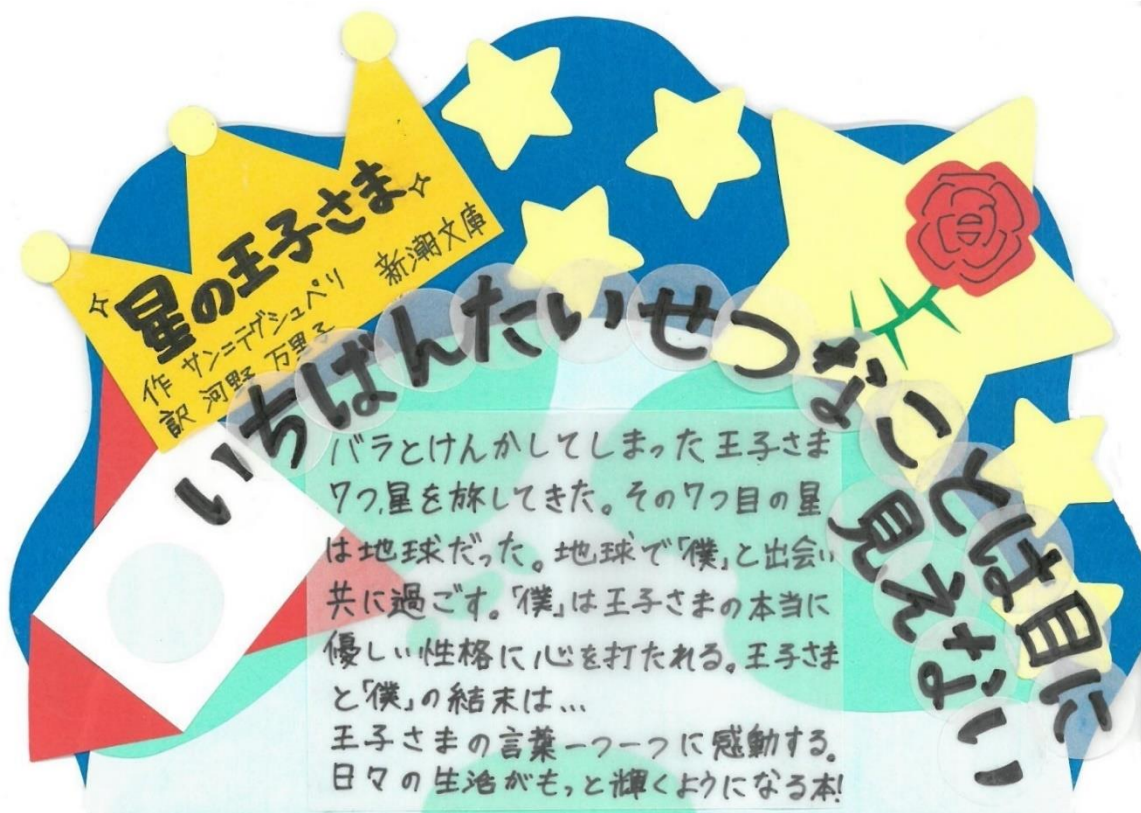 星の王子さま
作 サン=テグジュペリ 新潮文庫
訳 河野 万里子
いちばんたいせつなことは目に
見えない
バラとけんかしてしまった王子さま
7つ星を旅してきた。その7つ目の星
は地球だった。地球で「僕」と出会い
共に過ごす。「僕」は王子さまの本当に
優しい性格に心を打たれる。王子さま
と「僕」の結末は…
王子さまの言葉一つ一つに感動する。
日々の生活がもっと輝くようになる本!